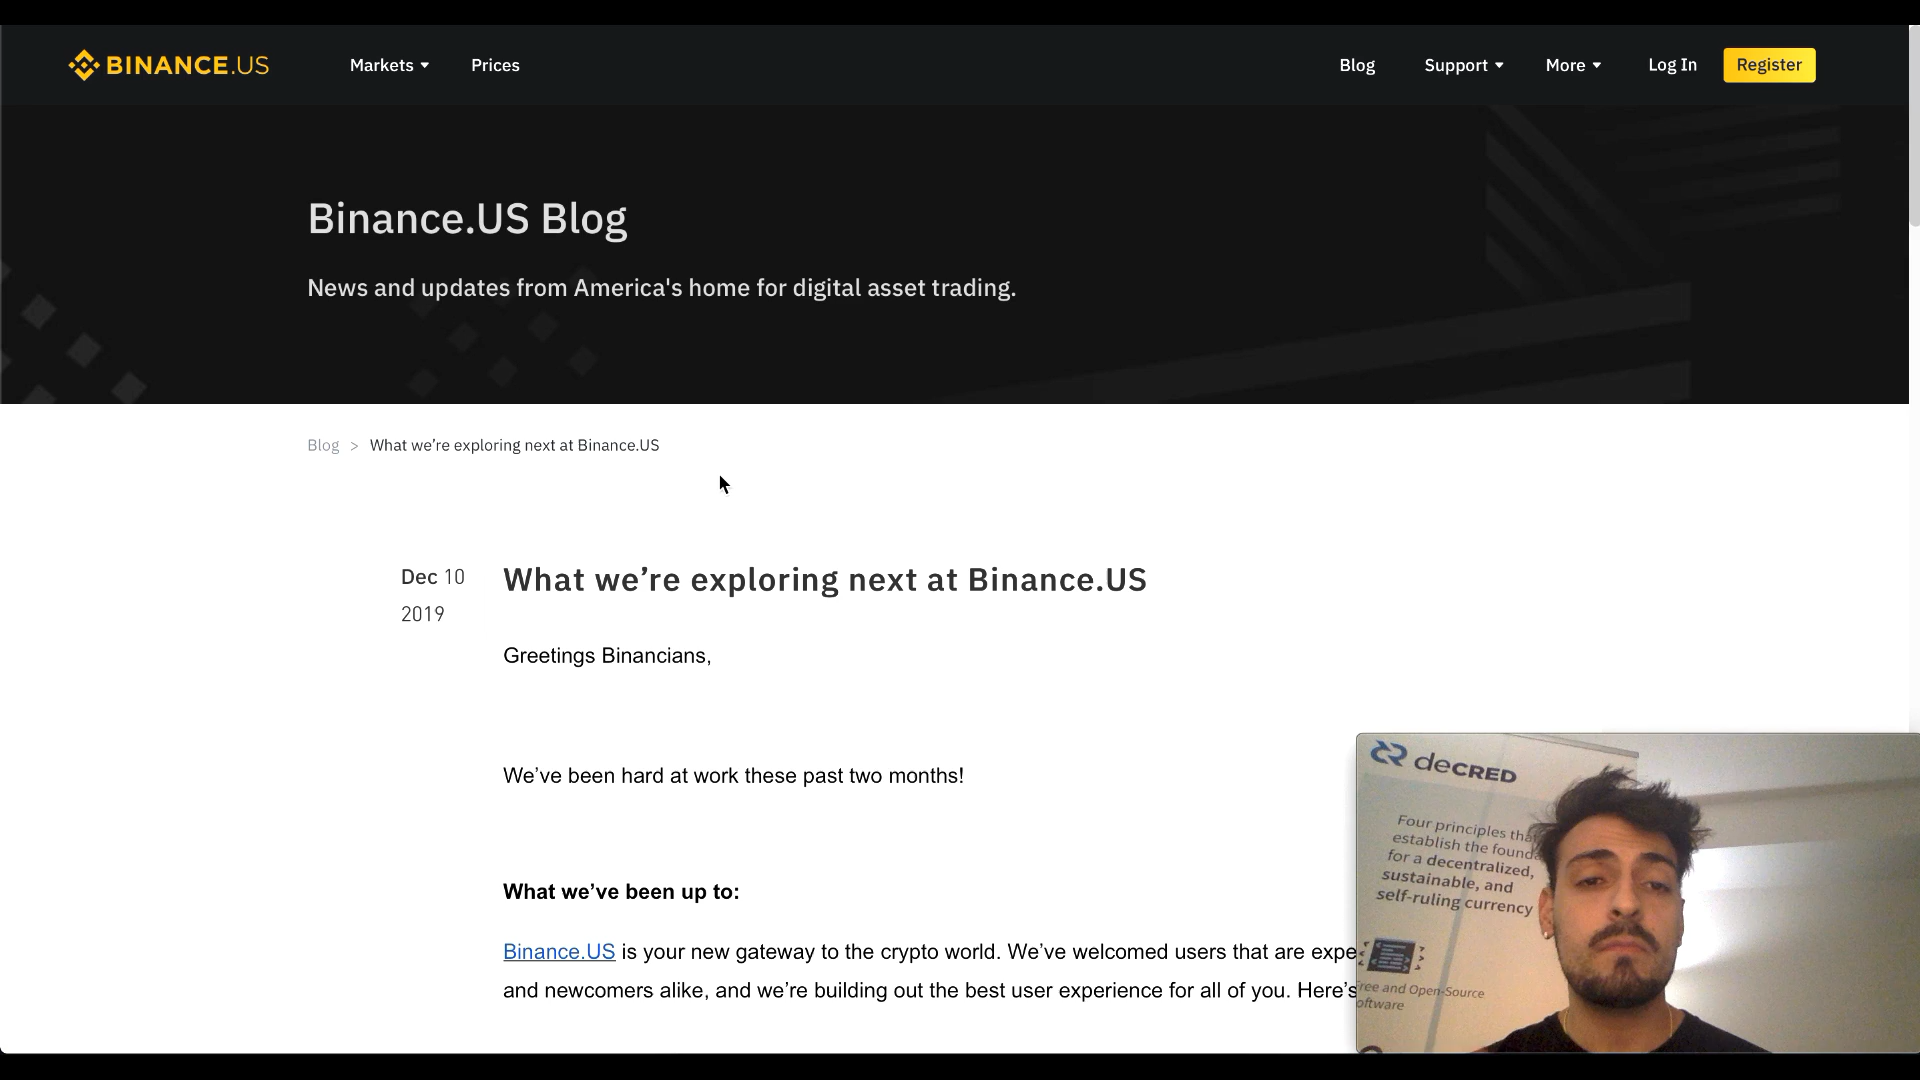 BINANCE.US
Markets
Prices
Blog
Support
More
Log In
Register
Binance.US Blog
News and updates from America's home for digital asset trading.
Blog > What we’re exploring next at Binance.US
Dec 10
2019
What we’re exploring next at Binance.US
Greetings Binancians,
We’ve been hard at work these past two months!
What we’ve been up to:
Binance.US is your new gateway to the crypto world. We’ve welcomed users that are expe
and newcomers alike, and we’re building out the best user experience for all of you. Here’s
decRED
Four principles tha
establish the founda
for a decentralized,
sustainable, and
self-ruling currency
ree and Open-Source
oftware